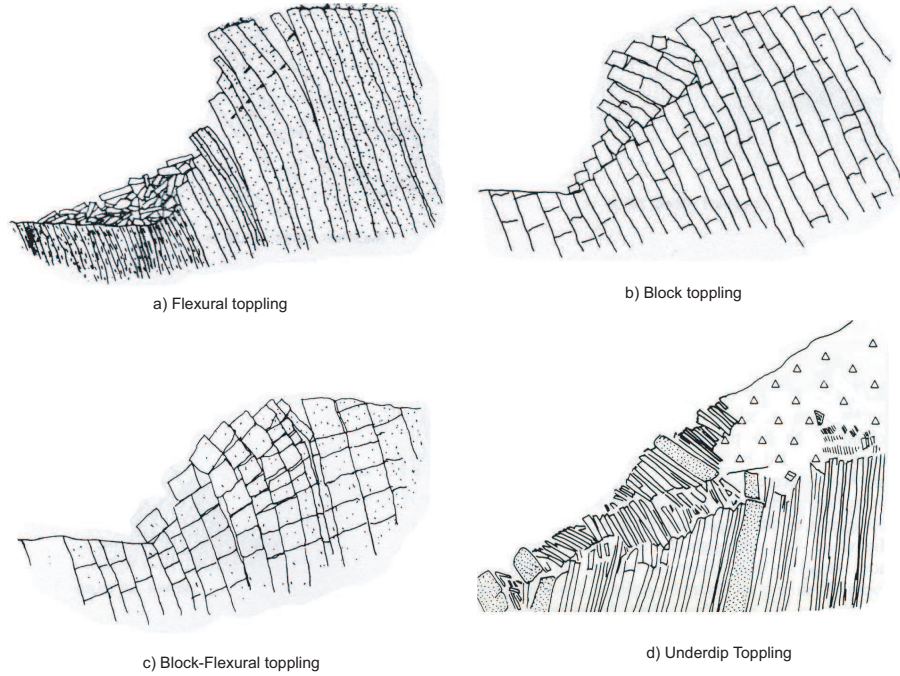 a) Flexural toppling
b) Block toppling
c) Block-Flexural toppling
d) Underdip Toppling